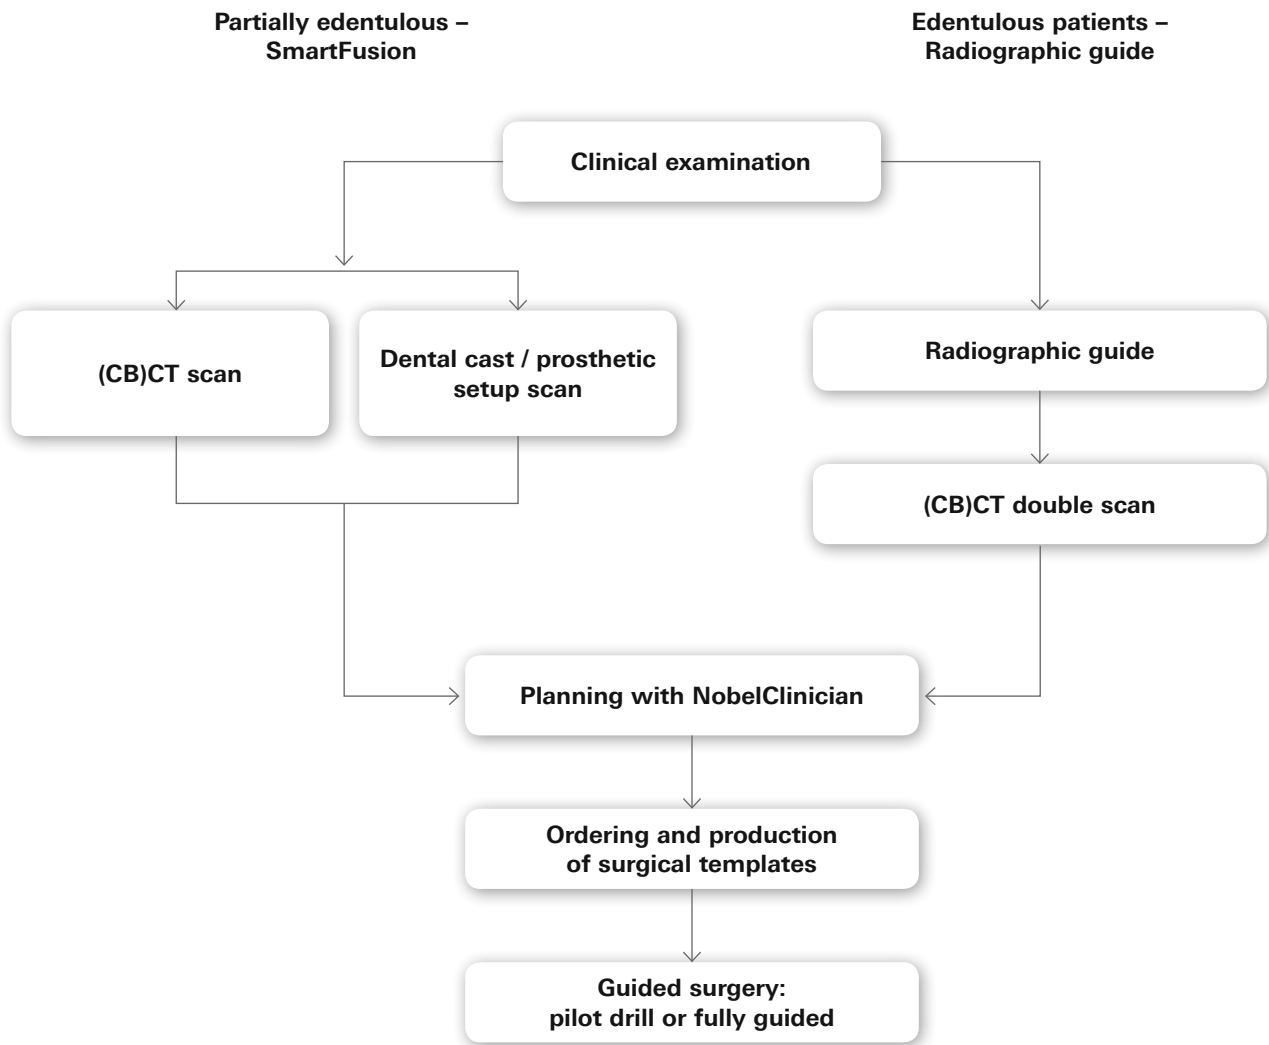 Partially edentulous –
SmartFusion
Edentulous patients –
Radiographic guide
Clinical examination
(CB)CT scan
Dental cast / prosthetic
setup scan
Radiographic guide
(CB)CT double scan
Planning with NobelClinician
Ordering and production
of surgical templates
Guided surgery:
pilot drill or fully guided